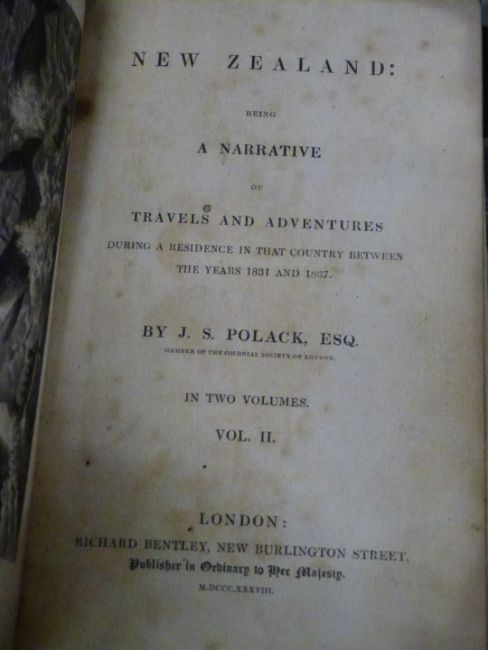 NEW ZEALAND:
BEING
A NARRATIVE
OF
TRAVELS AND ADVENTURES
DURING A RESIDENCE IN THAT COUNTRY BETWEEN
THE YEARS 1831 AND 1837.
BY J. S. POLACK, ESQ.
MEMBER OF THE COLONIAL SOCIETY OF LONDON.
IN TWO VOLUMES.
VOL. II.
LONDON:
RICHARD BENTLEY, NEW BURLINGTON STREET,
Publisher in Ordinary to Her Majesty.
M.DCCC.XXXVIII.